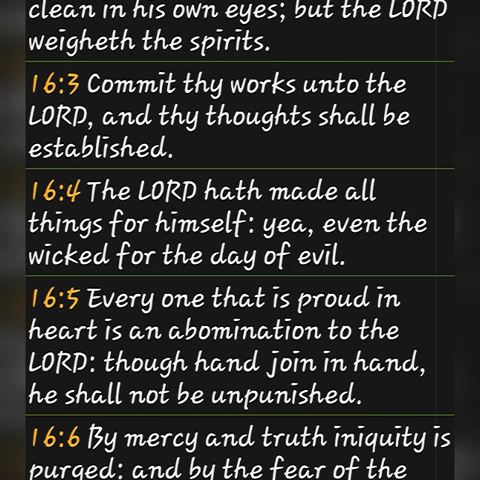 clean in his own eyes; but the LORD
weigheth the spirits.
16:3 Commit thy works unto the
LORD, and thy thoughts shall be
established.
16:4 The LORD hath made all
things for himself: yea, even the
wicked for the day of evil.
16:5 Every one that is proud in
heart is an abomination to the
LORD: though hand join in hand,
he shall not be unpunished.
16:6 By mercy and truth iniquity is
purged: and by the fear of the